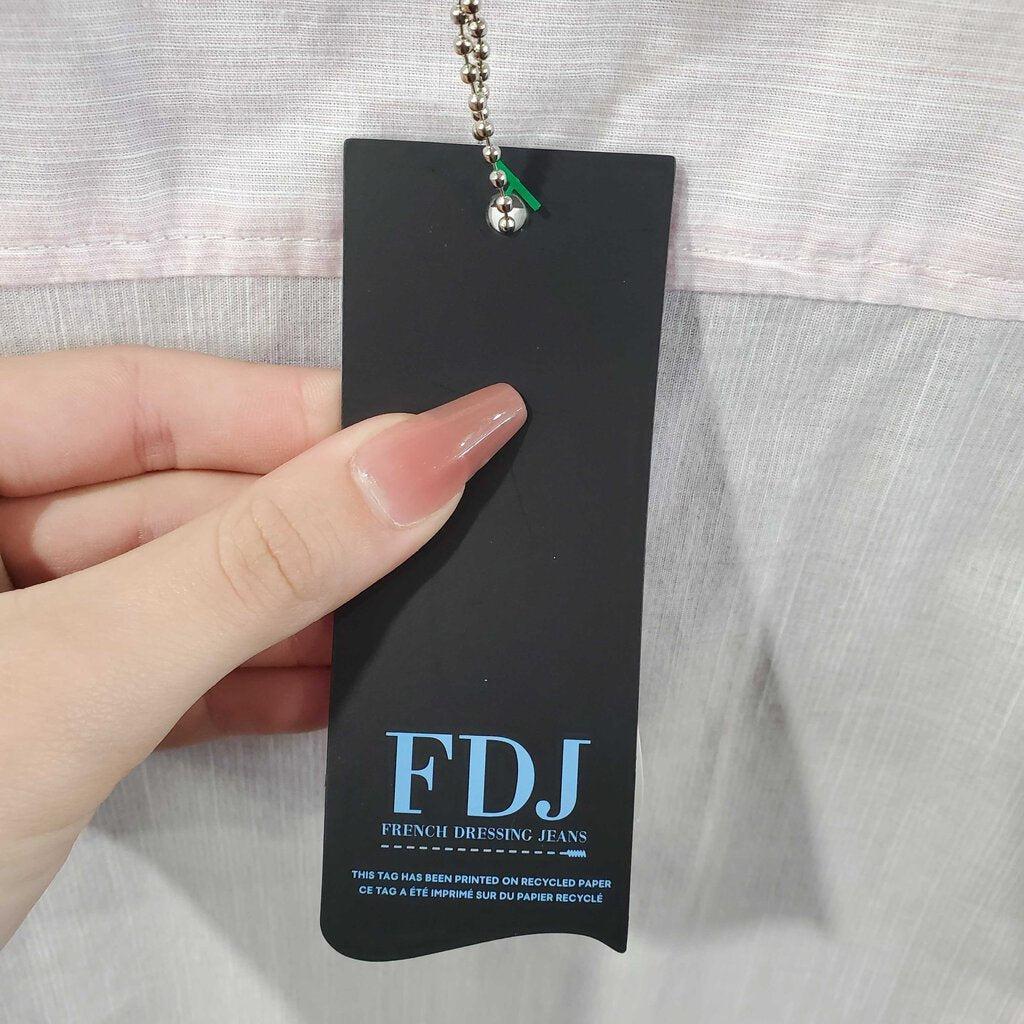 FDJ
FRENCH DRESSING JEANS
THIS TAG HAS BEEN PRINTED ON RECYCLED PAPER
CE TAG A ÉTÉ IMPRIMÉ SUR DU PAPIER RECYCLÉ